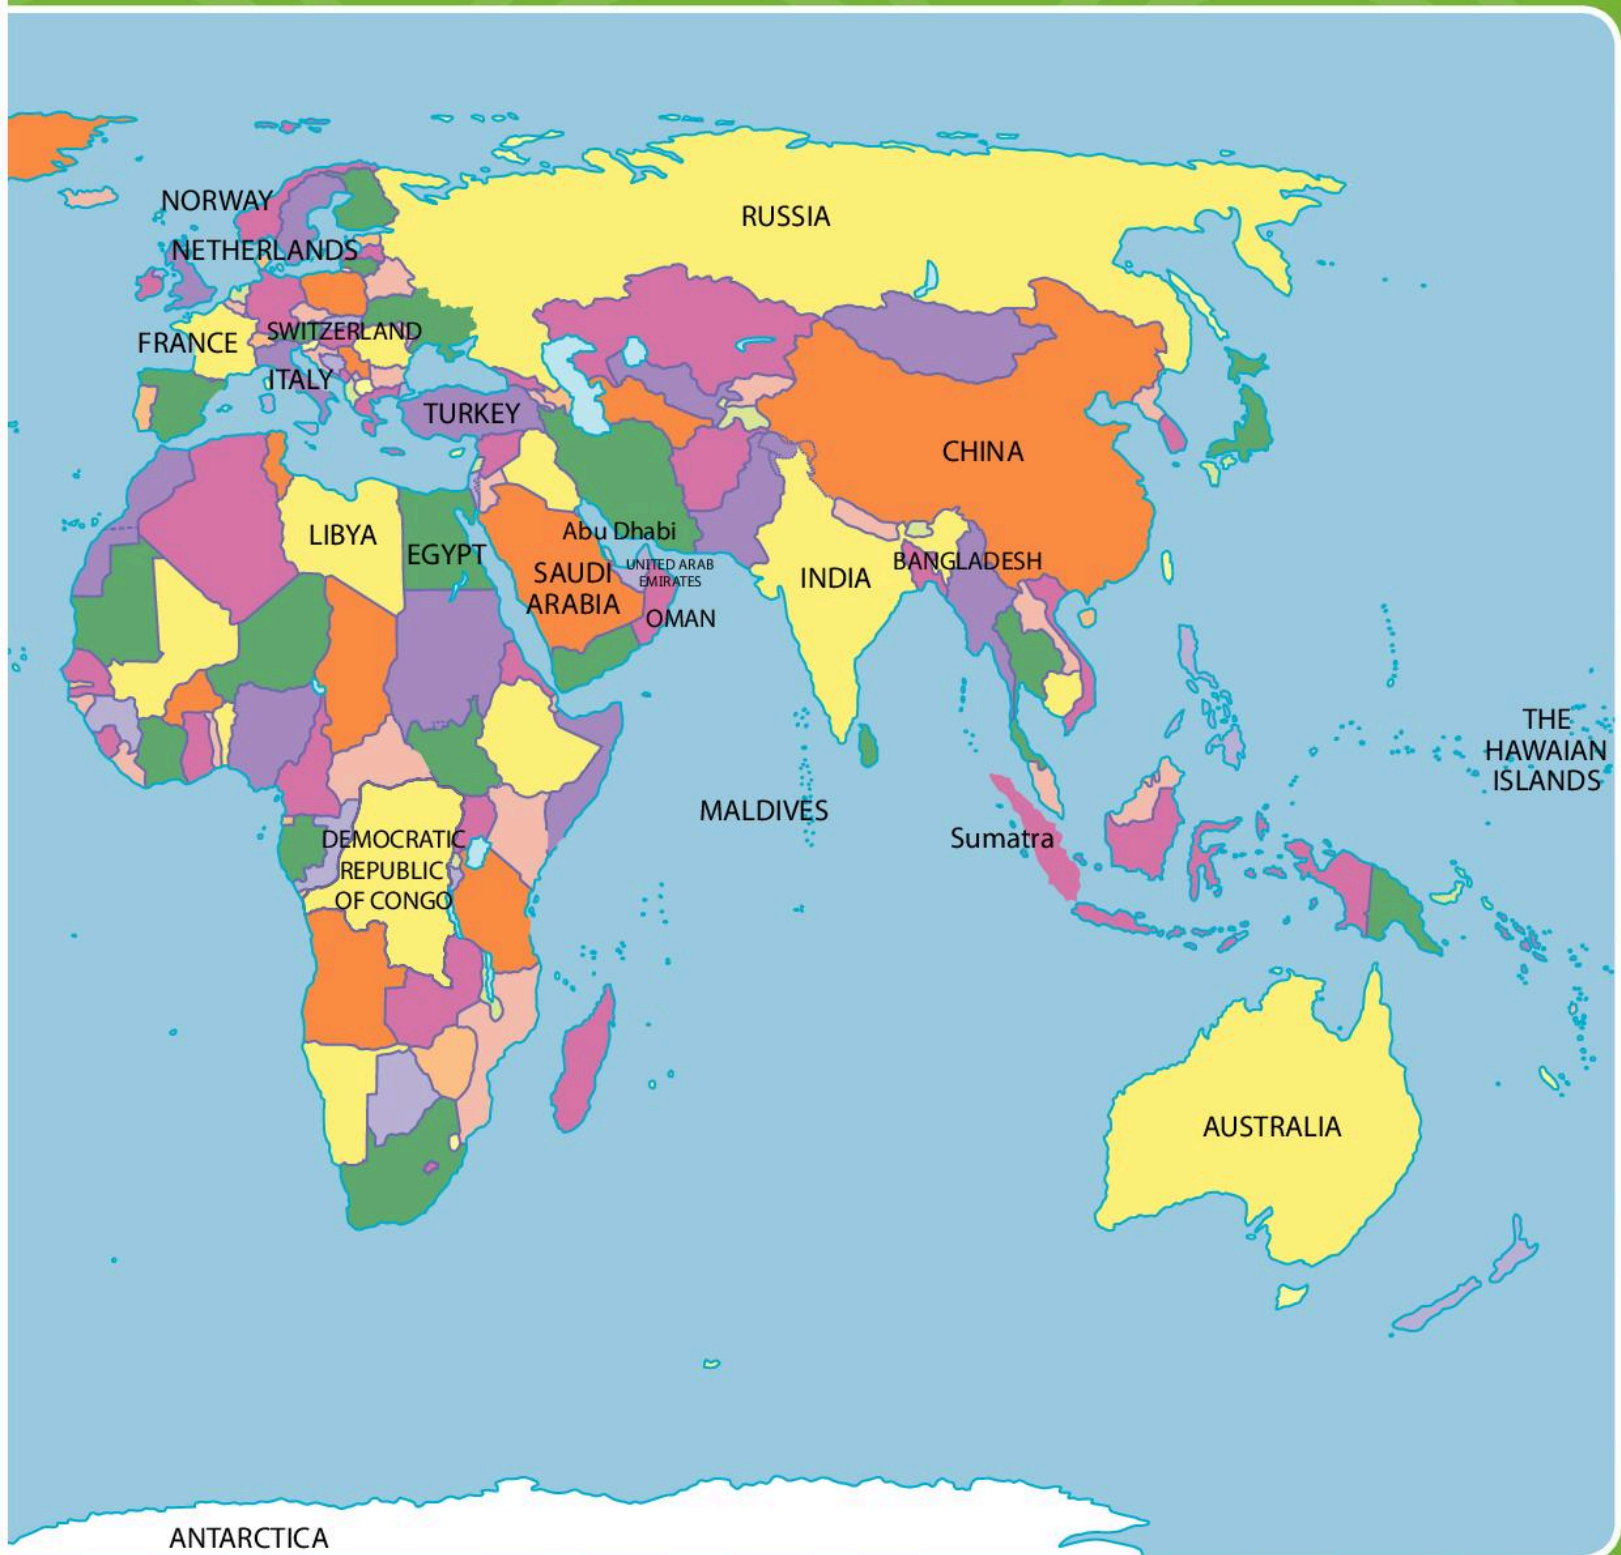 NORWAY
RUSSIA
NETHERLANDS
FRANCE
SWITZERLAND
ITALY
TURKEY
CHINA
LIBYA
EGYPT
Abu Dhabi
SAUDI
ARABIA
UNITED ARAB
EMIRATES
OMAN
INDIA
BANGLADESH
THE
HAWAIAN
ISLANDS
MALDIVES
Sumatra
DEMOCRATIC
REPUBLIC
OF CONGO
AUSTRALIA
ANTARCTICA